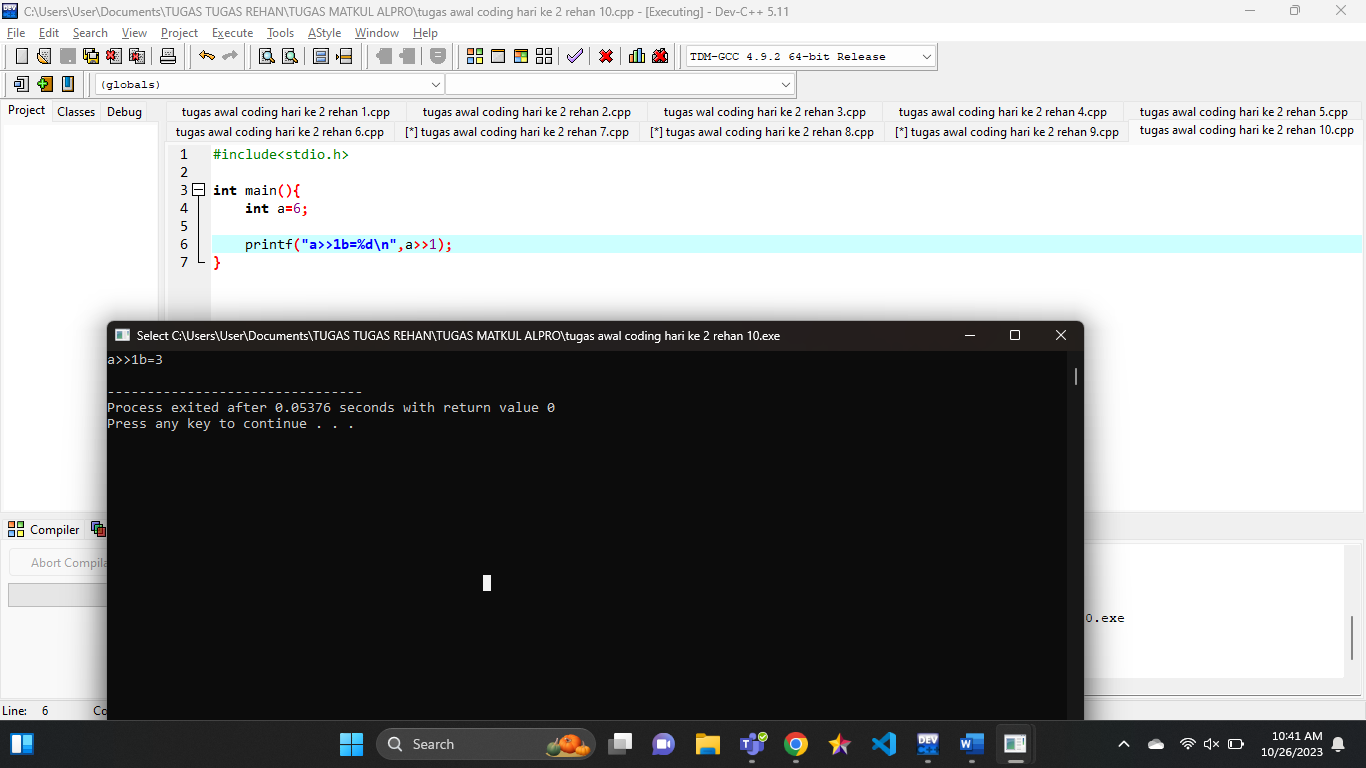 C:\Users\User\Documents\TUGAS TUGAS REHAN\TUGAS MATKUL ALPRO\tugas awal coding hari ke 2 rehan 10.cpp - [Executing] - Dev-C++ 5.11
File Edit Search View Project Execute Tools AStyle Window Help
TDM-GCC 4.9.2 64-bit Release
(globals)
Project Classes Debug
tugas awal coding hari ke 2 rehan 1.cpp tugas awal coding hari ke 2 rehan 2.cpp tugas wal coding hari ke 2 rehan 3.cpp tugas awal coding hari ke 2 rehan 4.cpp tugas awal coding hari ke 2 rehan 5.cpp
tugas awal coding hari ke 2 rehan 6.cpp [*] tugas awal coding hari ke 2 rehan 7.cpp [*] tugas awal coding hari ke 2 rehan 8.cpp [*] tugas awal coding hari ke 2 rehan 9.cpp tugas awal coding hari ke 2 rehan 10.cpp
1 #include<stdio.h>
2
3 int main(){
4 int a=6;
5
6 printf("a>>1b=%d\n",a>>1);
7 }
Select C:\Users\User\Documents\TUGAS TUGAS REHAN\TUGAS MATKUL ALPRO\tugas awal coding hari ke 2 rehan 10.exe
a>>1b=3
--------------------------------
Process exited after 0.05376 seconds with return value 0
Press any key to continue . . .
Compiler
Abort Compila
0.exe
Line: 6 Co
Search
DEV
10:41 AM
10/26/2023